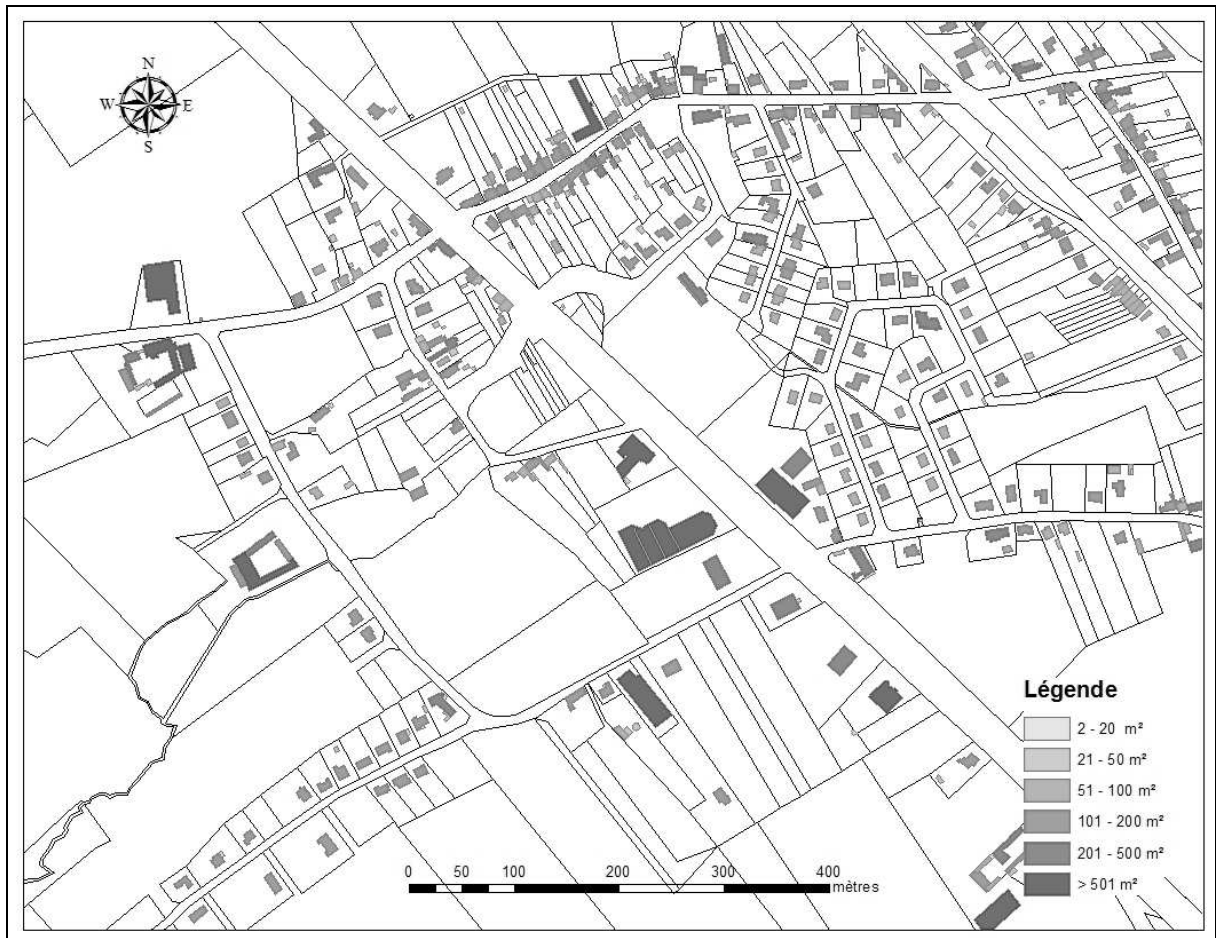 N
W E
S
Légende
2 - 20 m²
21 - 50 m²
51 - 100 m²
101 - 200 m²
201 - 500 m²
> 501 m²
0 50 100 200 300 400
mètres